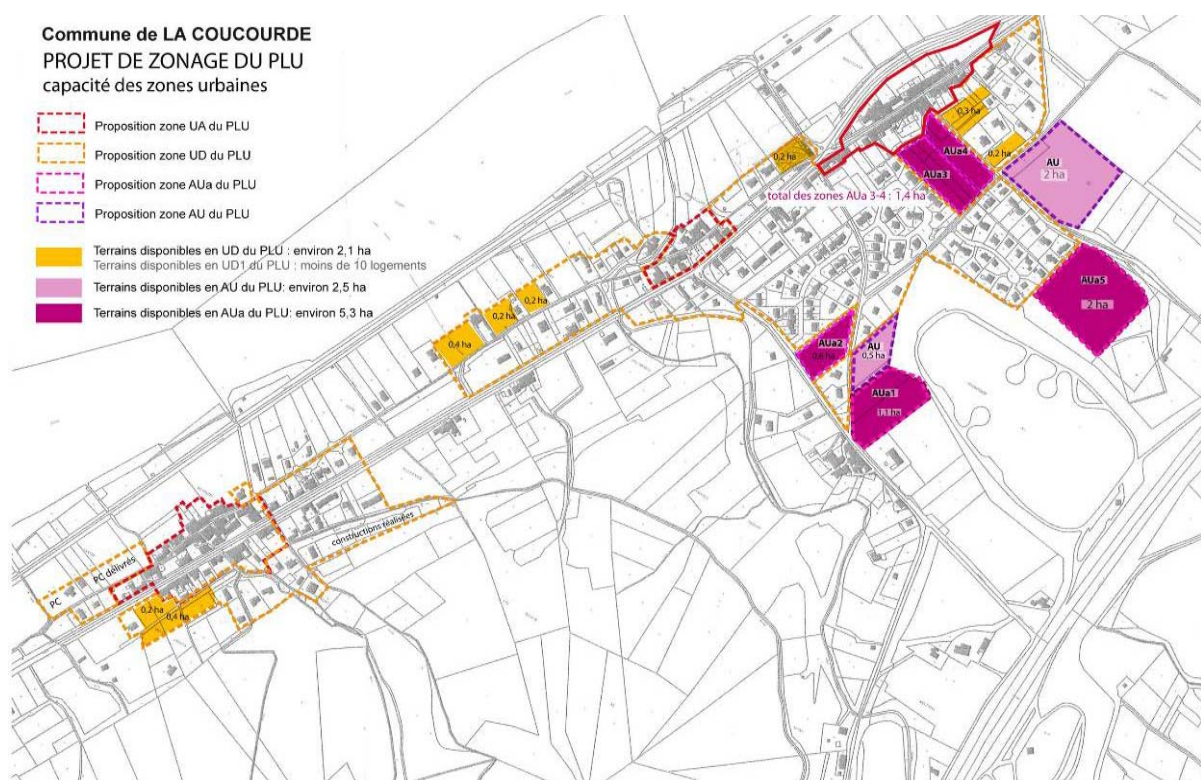 Commune de LA COUCOURDE
PROJET DE ZONAGE DU PLU
capacité des zones urbaines
Proposition zone UA du PLU
Proposition zone UD du PLU
Proposition zone AUa du PLU
Proposition zone AU du PLU
Terrains disponibles en UD du PLU : environ 2,1 ha
Terrains disponibles en UD1 du PLU : moins de 10 logements
Terrains disponibles en AU du PLU: environ 2,5 ha
Terrains disponibles en AUa du PLU: environ 5,3 ha
0,3 ha
0,2 ha
AUa4
0,2 ha
AU
2 ha
AUa3
total des zones AUa 3-4 : 1,4 ha
AUa5
2 ha
0,2 ha
0,2 ha
0,4 ha
AUa2
0,6 ha
AU
0,5 ha
AUa1
1,1 ha
constructions réalisées
PC délivrés
PC
0,2 ha
0,4 ha